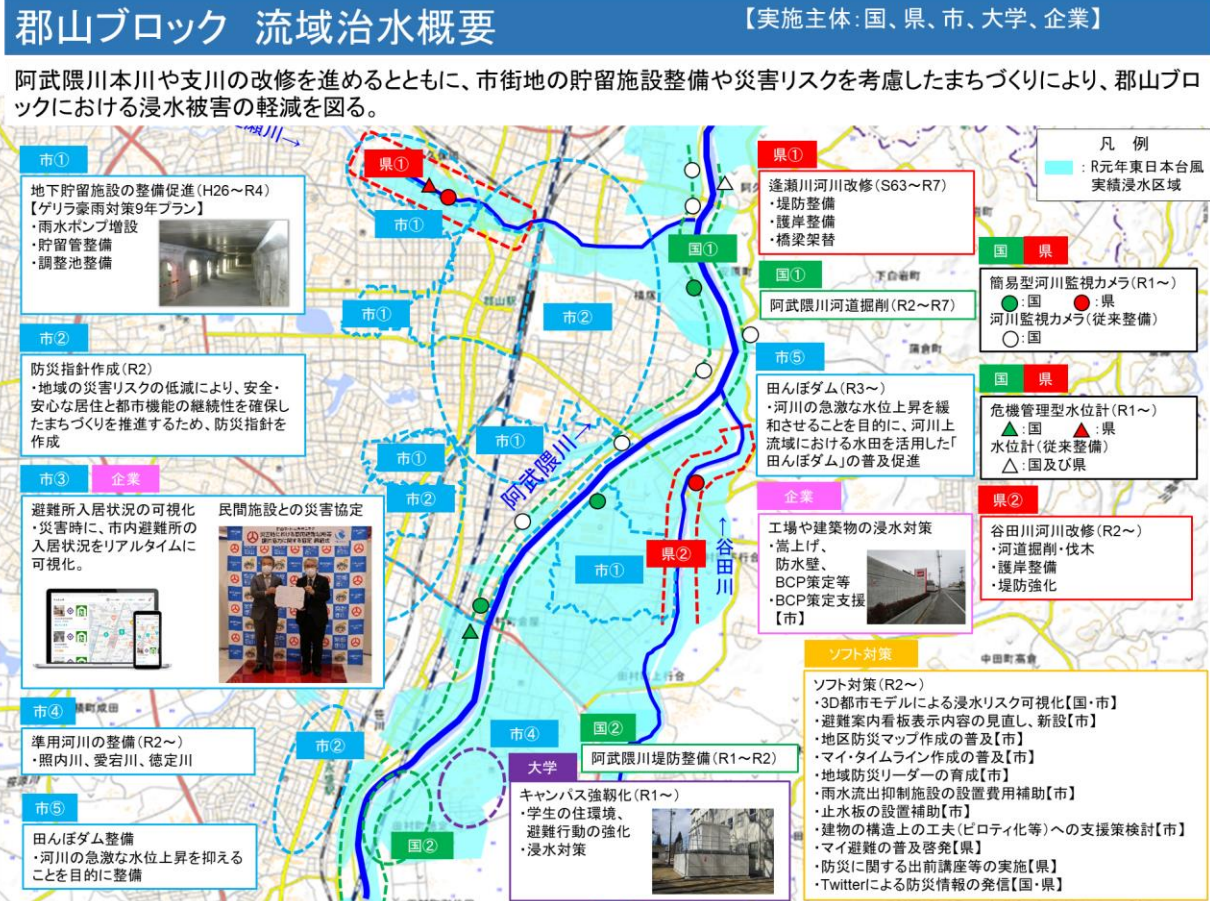 郡山ブロック 流域治水概要
【実施主体：国、県、市、大学、企業】
阿武隈川本川や支川の改修を進めるとともに、市街地の貯留施設整備や災害リスクを考慮したまちづくりにより、郡山ブロ
ックにおける浸水被害の軽減を図る。
市①
地下貯留施設の整備促進(H26～R4)
【ゲリラ豪雨対策9年プラン】
・雨水ポンプ増設
・貯留管整備
・調整池整備
市②
防災指針作成(R2)
・地域の災害リスクの低減により、安全・
安心な居住と都市機能の継続性を確保し
たまちづくりを推進するため、防災指針を
作成
市③
企業
避難所入居状況の可視化
・災害時に、市内避難所の
入居状況をリアルタイムに
可視化。
民間施設との災害協定
市④
準用河川の整備(R2～)
・照内川、愛宕川、徳定川
市⑤
田んぼダム整備
・河川の急激な水位上昇を抑える
ことを目的に整備
県①
市①
国①
市①
市②
郡山駅
横塚
市①
市①
市②
阿武隈川→
市①
県②
←谷田川
市②
市④
国②
笹川
県①
逢瀬川河川改修(S63～R7)
・堤防整備
・護岸整備
・橋梁架替
国①
阿武隈川河道掘削(R2～R7)
市⑤
田んぼダム(R3～)
・河川の急激な水位上昇を緩
和させることを目的に、河川上
流域における水田を活用した「
田んぼダム」の普及促進
企業
工場や建築物の浸水対策
・嵩上げ、
防水壁、
BCP策定等
・BCP策定支援
【市】
国②
阿武隈川堤防整備(R1～R2)
大学
キャンパス強靱化(R1～)
・学生の住環境、
避難行動の強化
・浸水対策
凡 例
：R元年東日本台風
実績浸水区域
下白岩町
蒲倉町
中田町高倉
国 県
簡易型河川監視カメラ(R1～)
：国 ：県
河川監視カメラ(従来整備)
：国
国 県
危機管理型水位計(R1～)
：国 ：県
水位計(従来整備)
：国及び県
県②
谷田川河川改修(R2～)
・河道掘削・伐木
・護岸整備
・堤防強化
ソフト対策
ソフト対策(R2～)
・3D都市モデルによる浸水リスク可視化【国・市】
・避難案内看板表示内容の見直し、新設【市】
・地区防災マップ作成の普及【市】
・マイ・タイムライン作成の普及【市】
・地域防災リーダーの育成【市】
・雨水流出抑制施設の設置費用補助【市】
・止水板の設置補助【市】
・建物の構造上の工夫(ピロティ化等)への支援策検討【市】
・マイ避難の普及啓発【県】
・防災に関する出前講座等の実施【県】
・Twitterによる防災情報の発信【国・県】